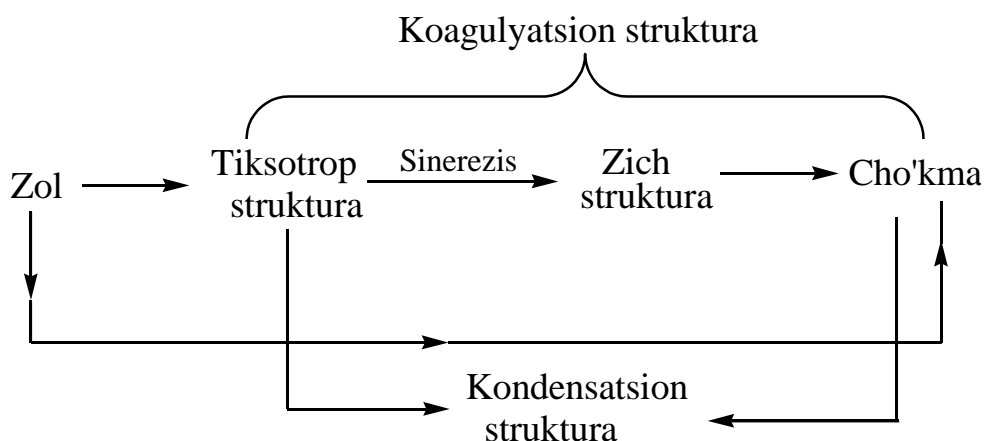 Koagulyatsion struktura
Zol
Tiksotrop
struktura
Sinerezis
Zich
struktura
Cho'kma
Kondensatsion
struktura